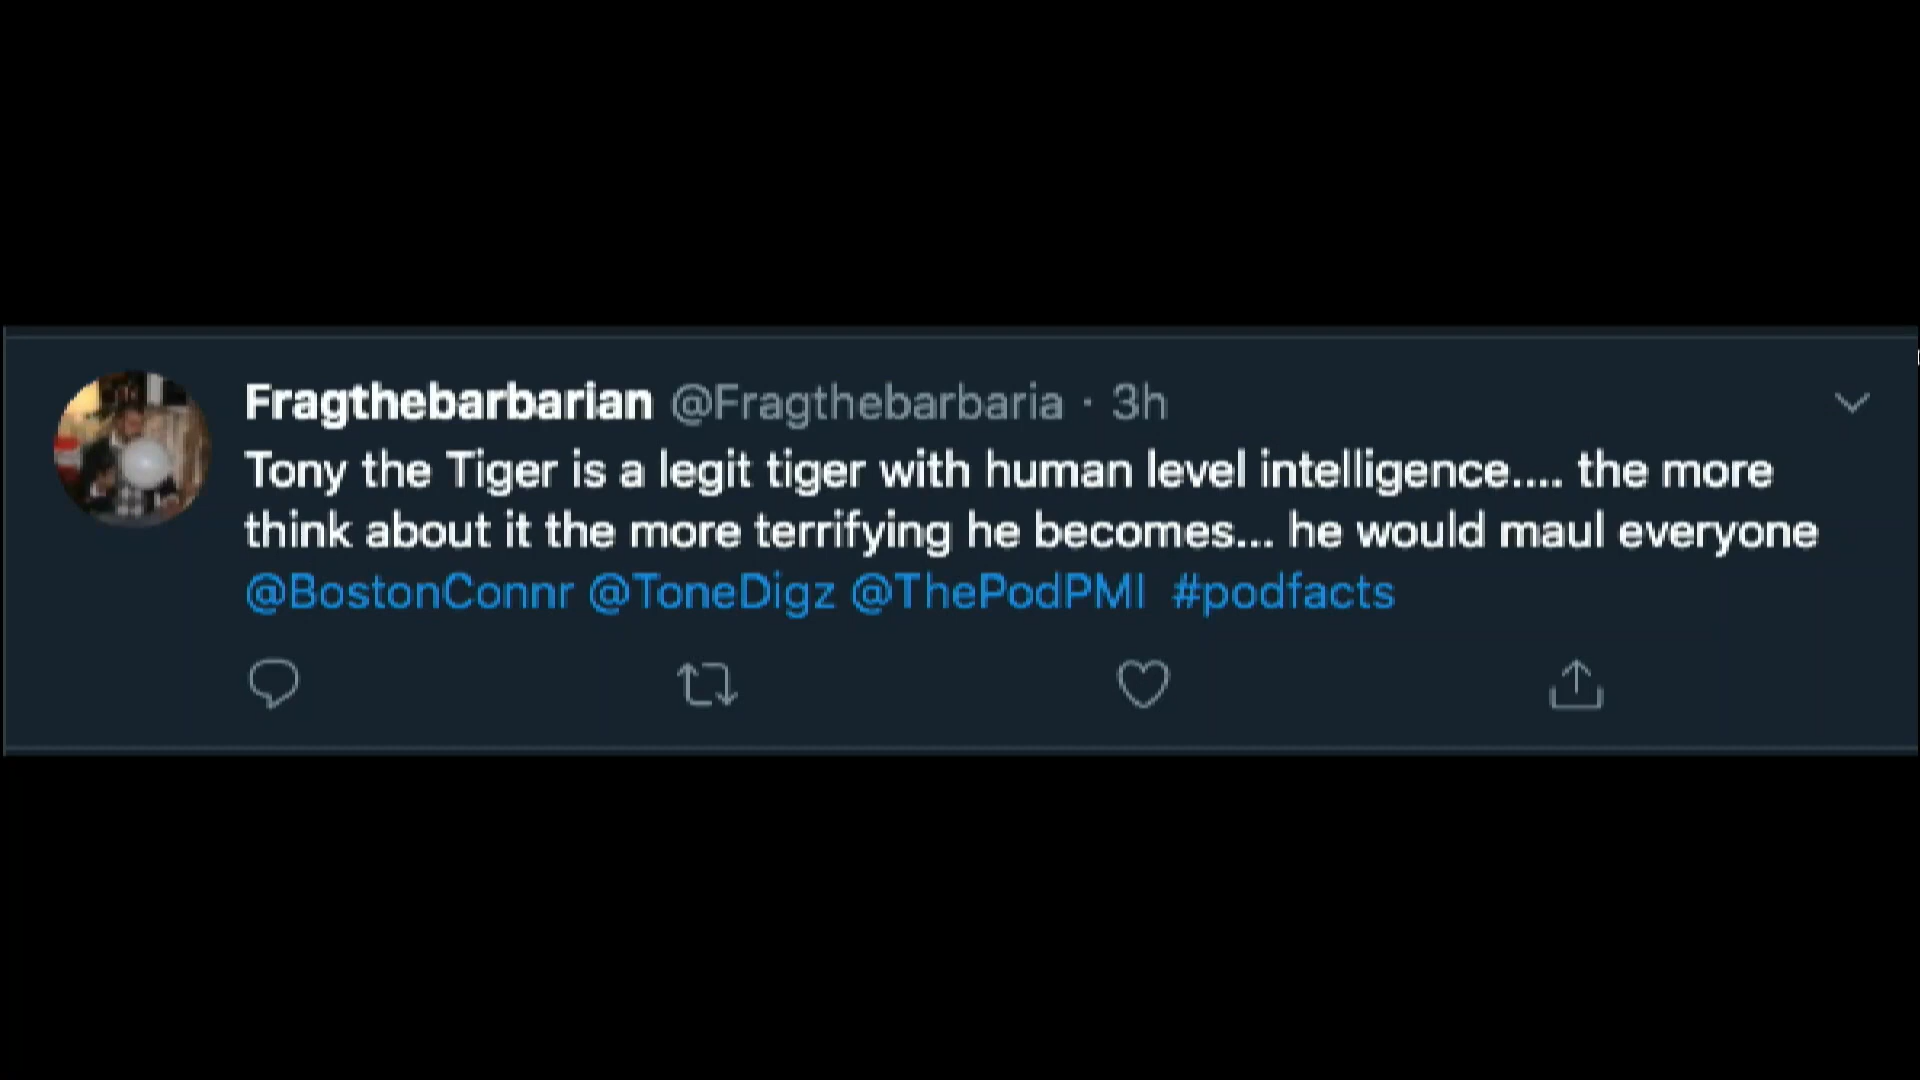 Fragthebarbarian @Fragthebarbaria · 3h
Tony the Tiger is a legit tiger with human level intelligence.... the more
think about it the more terrifying he becomes... he would maul everyone
@BostonConnr @ToneDigz @ThePodPMI #podfacts